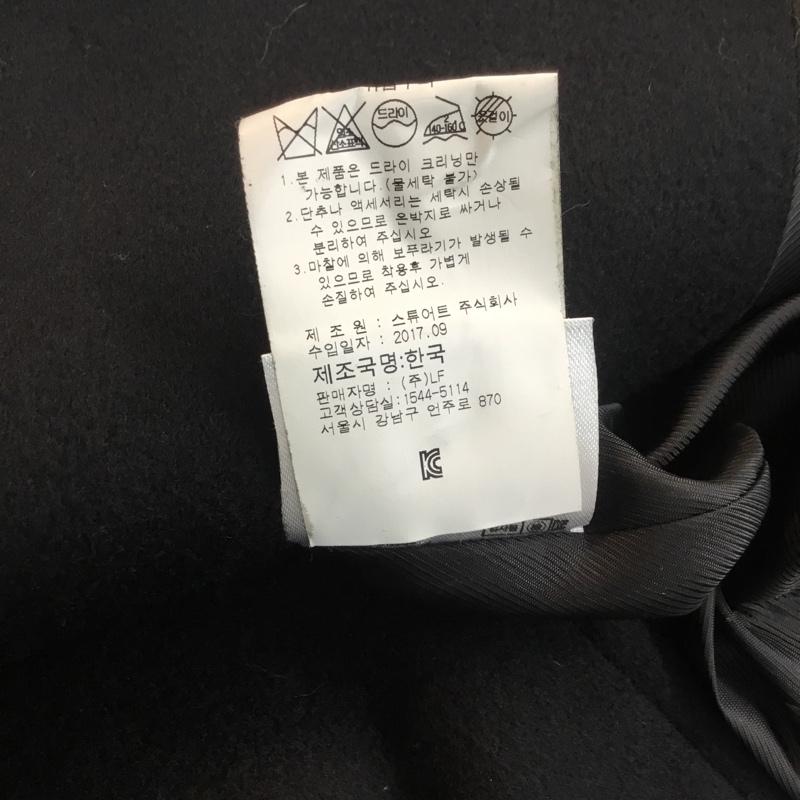 드라이
2
140-160℃
옷걸이
1.본 제품은 드라이 크리닝만
가능합니다.(물세탁 불가)
2.단추나 액세서리는 세탁시 손상될
수 있으므로 은박지로 싸거나
분리하여 주십시오
3.마찰에 의해 보푸라기가 발생될 수
있으므로 착용후 가볍게
손질하여 주십시오.
제 조 원 : 스튜어트 주식회사
수입일자 : 2017.09
제조국명:한국
판매자명 : (주)LF
고객상담실:1544-5114
서울시 강남구 언주로 870